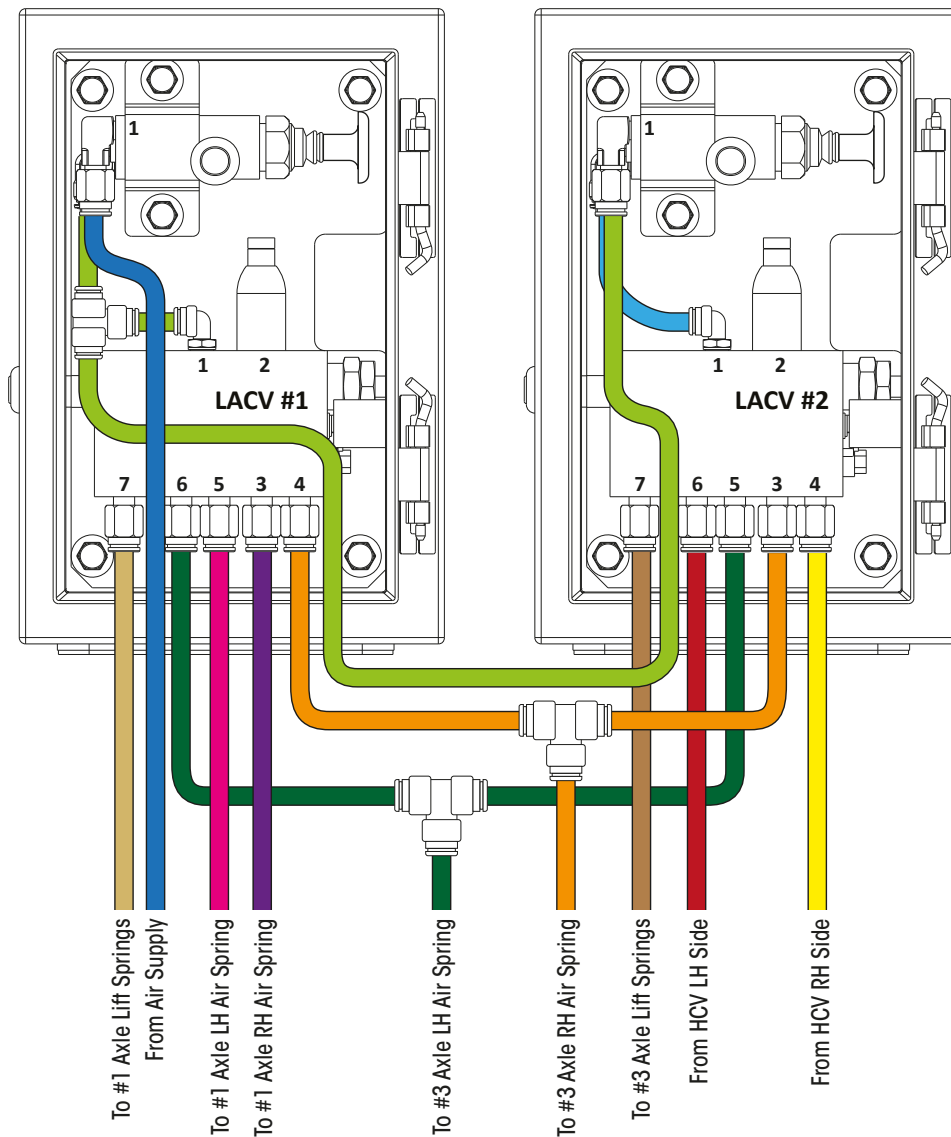 1
1
1 2
LACV #1
7 6 5 3 4
1 2
LACV #2
7 6 5 3 4
To #1 Axle Lift Springs
From Air Supply
To #1 Axle LH Air Spring
To #1 Axle RH Air Spring
To #3 Axle LH Air Spring
To #3 Axle RH Air Spring
To #3 Axle Lift Springs
From HCV LH Side
From HCV RH Side